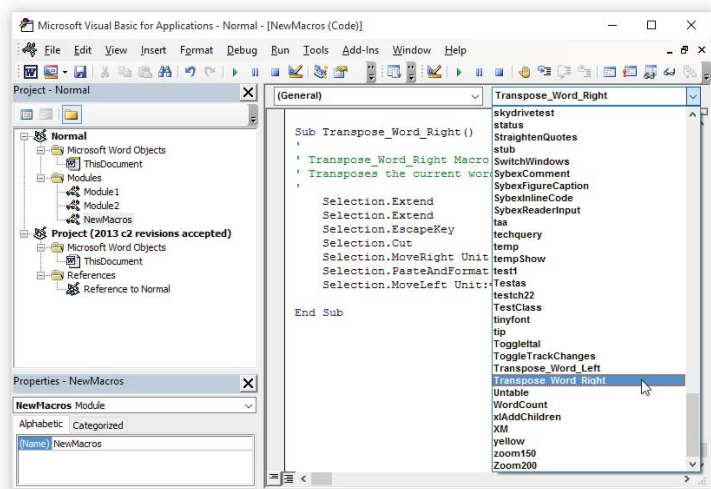 Microsoft Visual Basic for Applications - Normal - [NewMacros (Code)]
File Edit View Insert Format Debug Run Tools Add-Ins Window Help
Project - Normal
Normal
Microsoft Word Objects
ThisDocument
Modules
Module1
Module2
NewMacros
Project (2013 c2 revisions accepted)
Microsoft Word Objects
ThisDocument
References
Reference to Normal
Properties - NewMacros
NewMacros Module
Alphabetic Categorized
(Name) NewMacros
(General)
Transpose_Word_Right
Sub Transpose_Word_Right()
'
' Transpose_Word_Right Macro
' Transposes the current word
'
Selection.Extend
Selection.Extend
Selection.EscapeKey
Selection.Cut
Selection.MoveRight Unit
Selection.PasteAndFormat
Selection.MoveLeft Unit:
End Sub
skydrivetest
status
StraightenQuotes
stub
SwitchWindows
SybexComment
SybexFigureCaption
SybexInlineCode
SybexReaderInput
taa
techquery
temp
tempShow
test1
Testas
testch22
TestClass
tinyfont
tip
ToggleItal
ToggleTrackChanges
Transpose_Word_Left
Transpose_Word_Right
Untable
WordCount
xlAddChildren
XM
yellow
zoom150
Zoom200